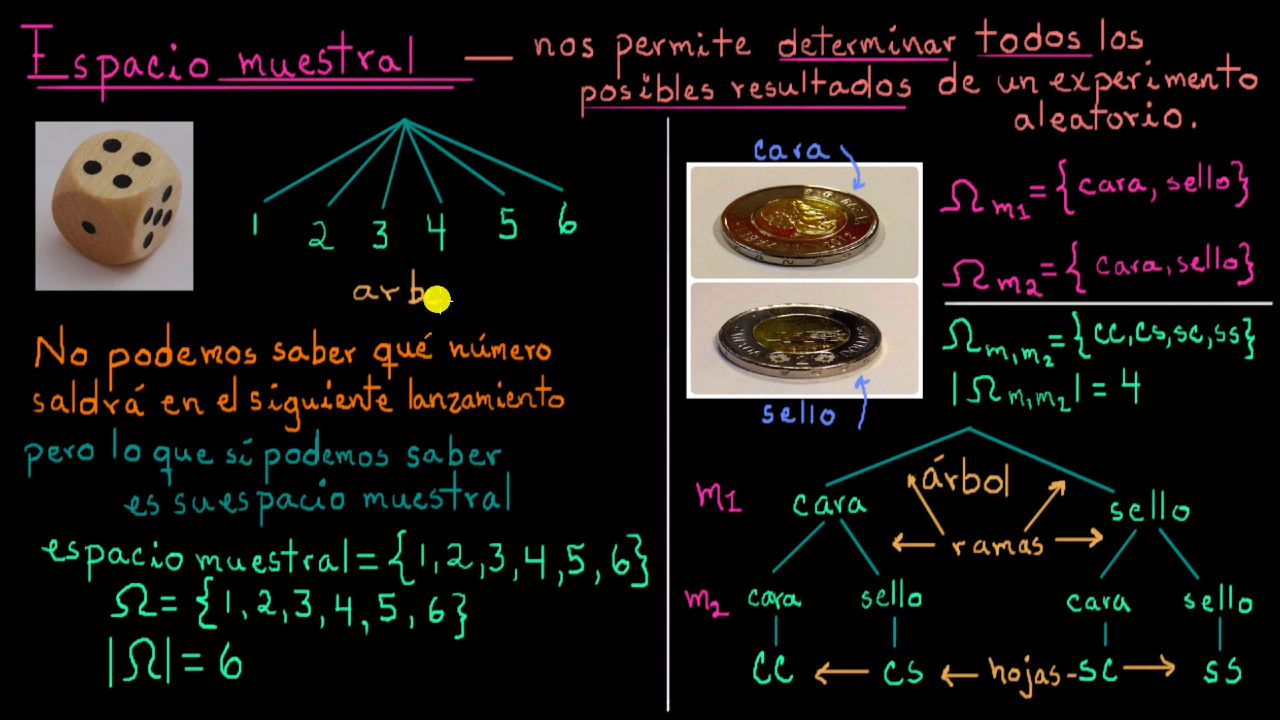 Espacio muestral — nos permite determinar todos los
posibles resultados de un experimento
aleatorio.
1 2 3 4 5 6
arb
No podemos saber qué número
saldrá en el siguiente lanzamiento
pero lo que sí podemos saber
es su espacio muestral
espacio muestral = {1, 2, 3, 4, 5, 6}
Ω = {1, 2, 3, 4, 5, 6}
|Ω| = 6
cara
sello
Ωm1 = {cara, sello}
Ωm2 = {cara, sello}
Ωm1m2 = {CC, CS, SC, SS}
|Ωm1m2| = 4
árbol
m1 cara sello
← ramas →
m2 cara sello cara sello
CC ← CS ← hojas - SC → SS